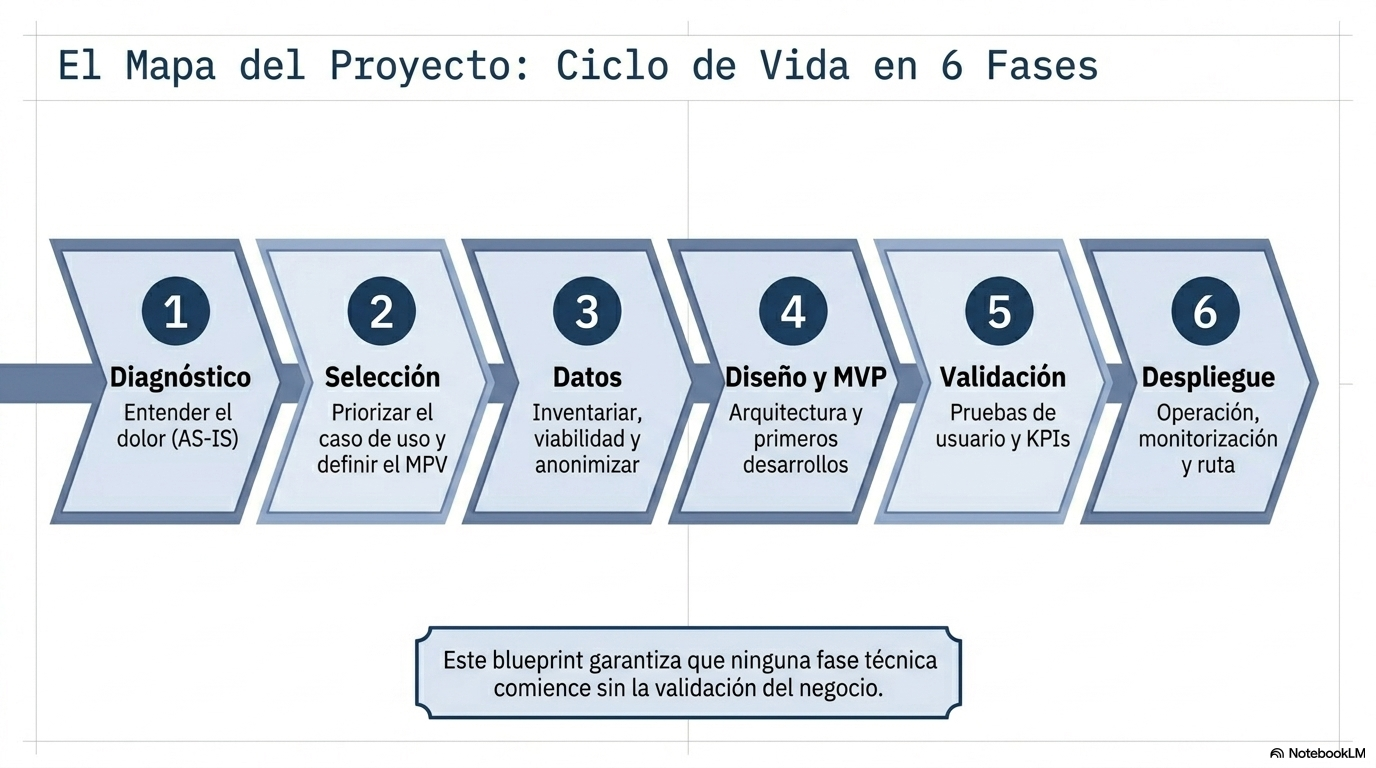 El Mapa del Proyecto: Ciclo de Vida en 6 Fases
1
Diagnóstico
Entender el
dolor (AS-IS)
2
Selección
Priorizar el
caso de uso y
definir el MPV
3
Datos
Inventariar,
viabilidad y
anonimizar
4
Diseño y MVP
Arquitectura y
primeros
desarrollos
5
Validación
Pruebas de
usuario y KPIs
6
Despliegue
Operación,
monitorización
y ruta
Este blueprint garantiza que ninguna fase técnica
comience sin la validación del negocio.
NotebookLM